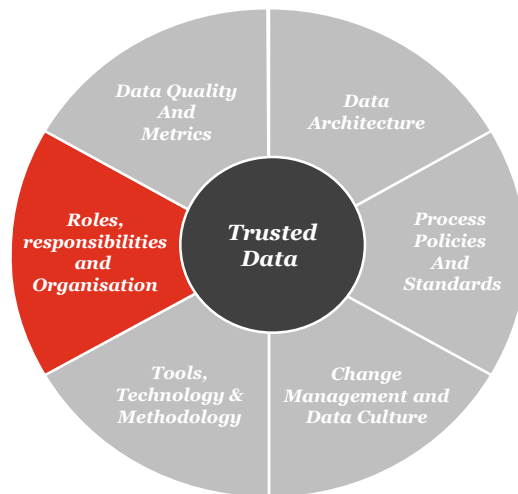 Data Quality
And
Metrics
Data
Architecture
Roles,
responsibilities
and
Organisation
Trusted
Data
Process
Policies
And
Standards
Tools,
Technology &
Methodology
Change
Management and
Data Culture